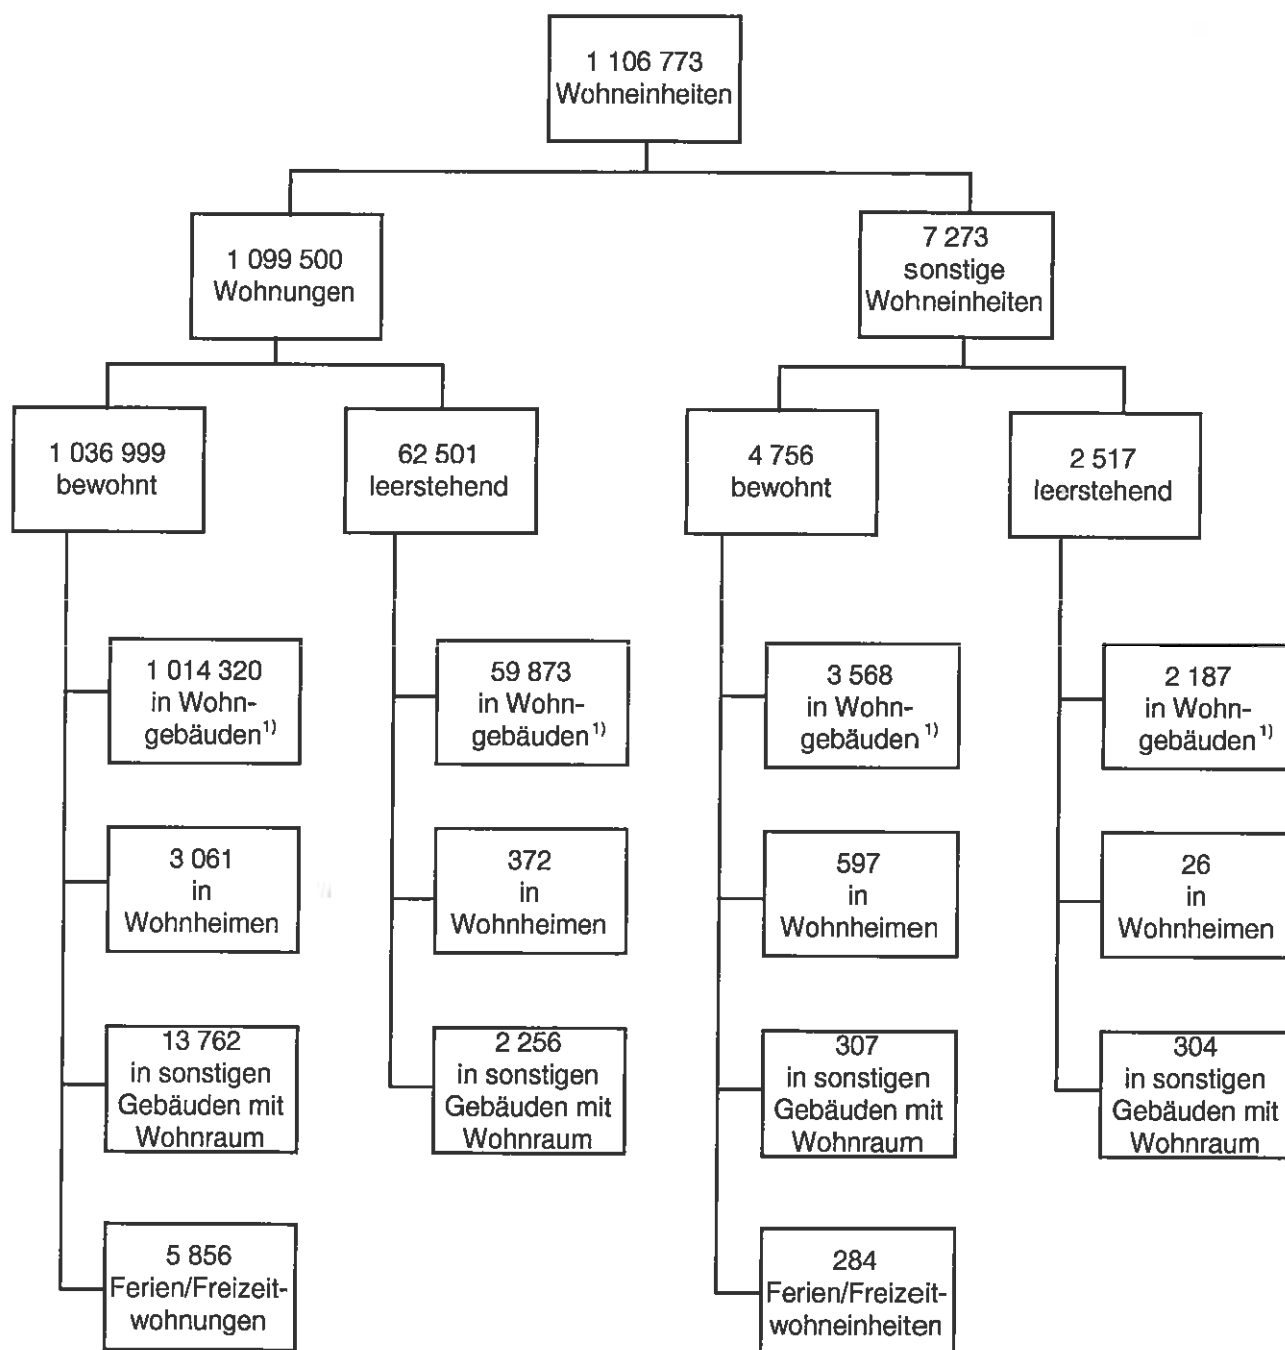 1 106 773
Wohneinheiten
1 099 500
Wohnungen
7 273
sonstige
Wohneinheiten
1 036 999
bewohnt
62 501
leerstehend
4 756
bewohnt
2 517
leerstehend
1 014 320
in Wohn-
gebäuden¹⁾
59 873
in Wohn-
gebäuden¹⁾
3 568
in Wohn-
gebäuden¹⁾
2 187
in Wohn-
gebäuden¹⁾
3 061
in
Wohnheimen
372
in
Wohnheimen
597
in
Wohnheimen
26
in
Wohnheimen
13 762
in sonstigen
Gebäuden mit
Wohnraum
2 256
in sonstigen
Gebäuden mit
Wohnraum
307
in sonstigen
Gebäuden mit
Wohnraum
304
in sonstigen
Gebäuden mit
Wohnraum
5 856
Ferien/Freizeit-
wohnungen
284
Ferien/Freizeit-
wohneinheiten